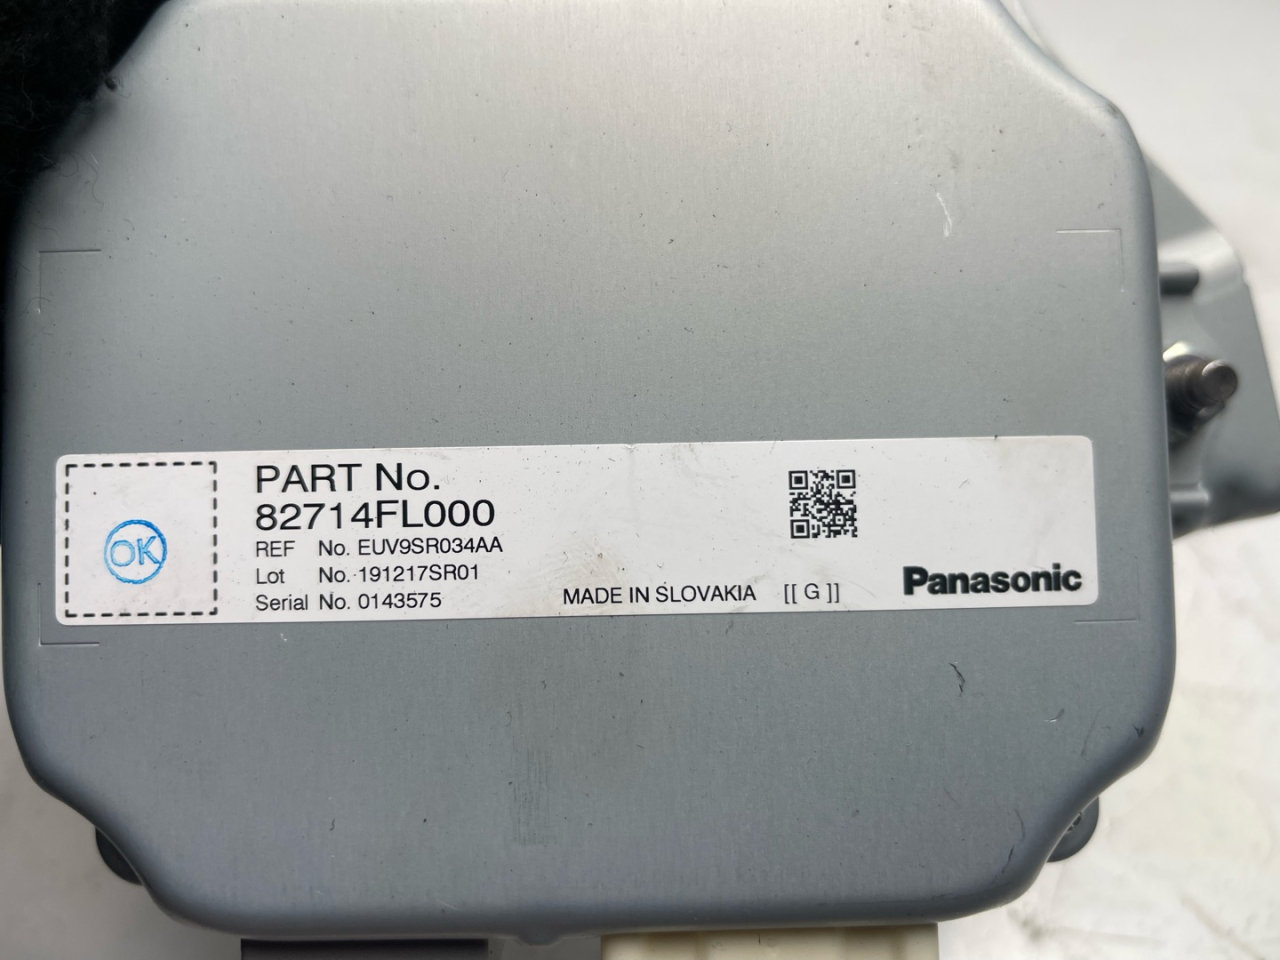 OK
PART No.
82714FL000
REF No. EUV9SR034AA
Lot No. 191217SR01
Serial No. 0143575
MADE IN SLOVAKIA [[ G ]]
Panasonic